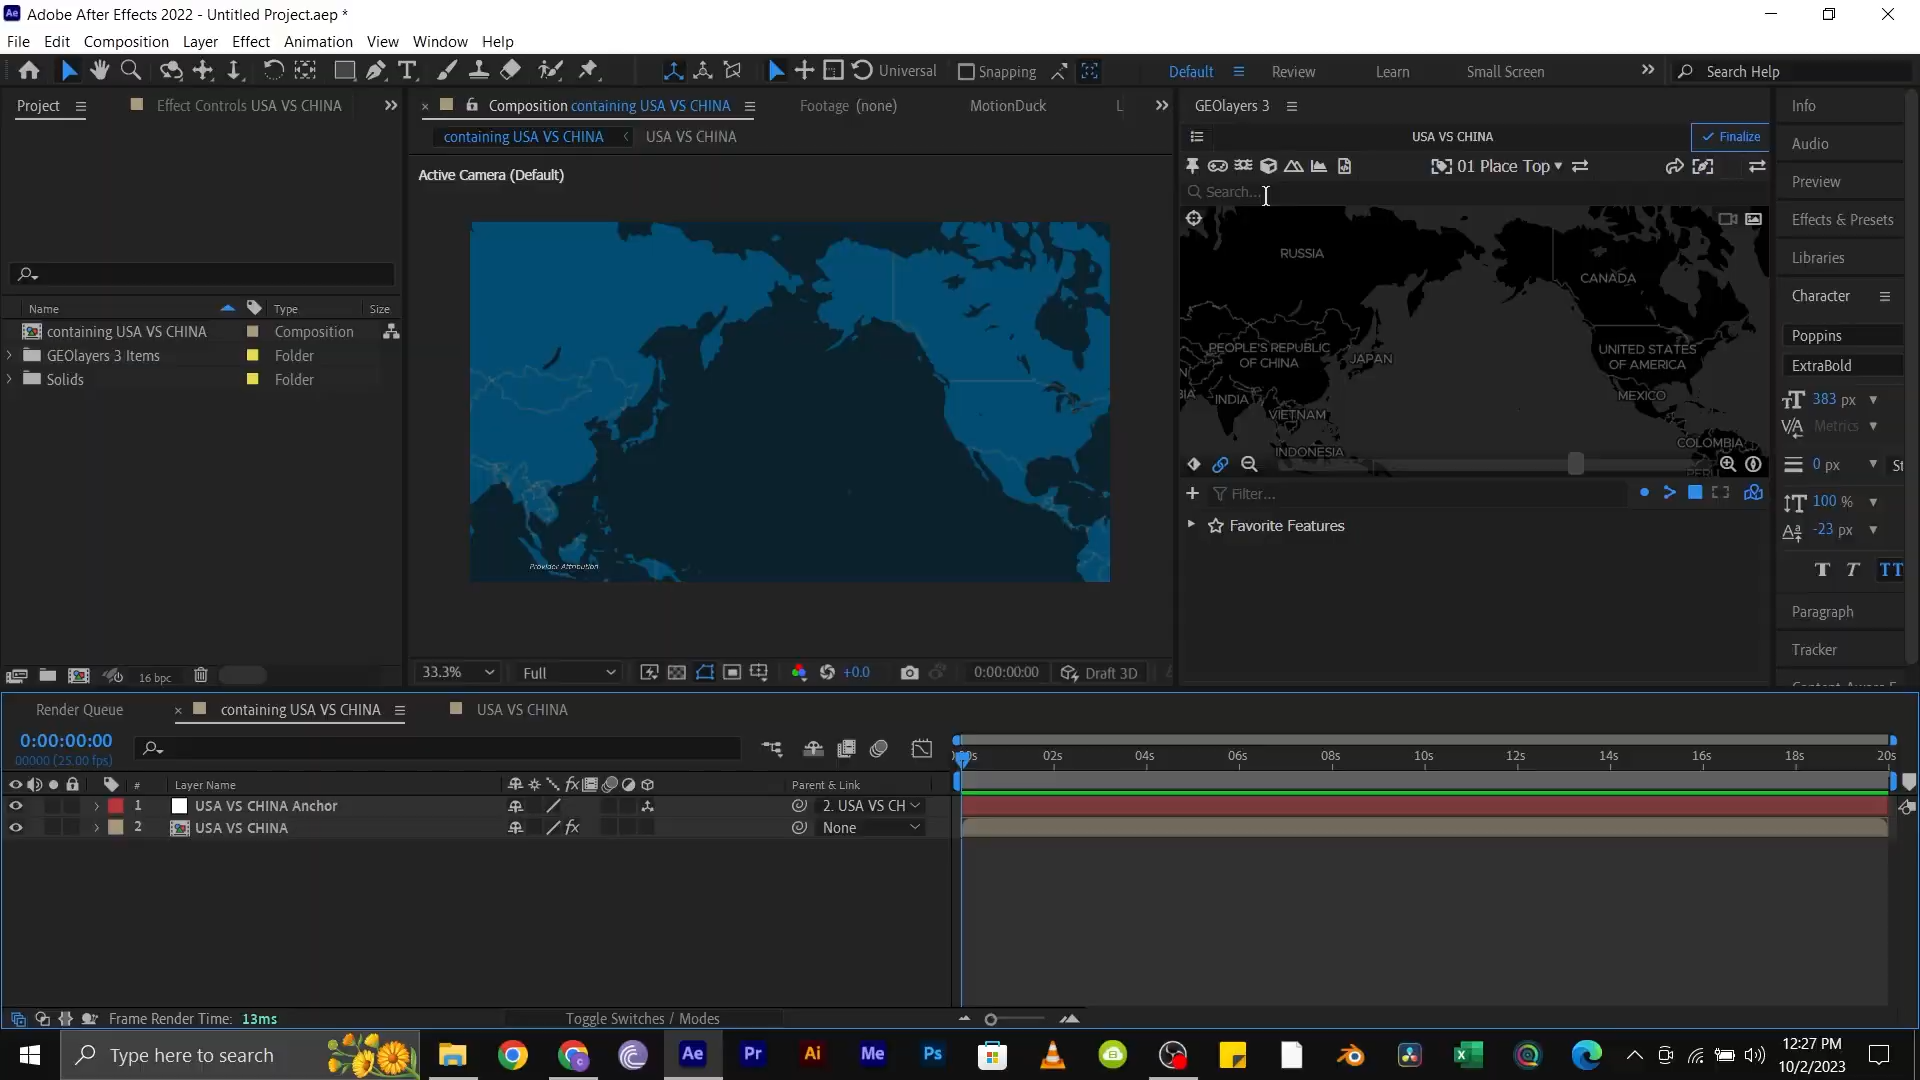 Adobe After Effects 2022 - Untitled Project.aep *
File Edit Composition Layer Effect Animation View Window Help
Universal Snapping Default Review Learn Small Screen Search Help
Project Effect Controls USA VS CHINA
Composition containing USA VS CHINA Footage (none) MotionDuck L
containing USA VS CHINA USA VS CHINA
Active Camera (Default)
Name Type Size
containing USA VS CHINA Composition
GEOlayers 3 Items Folder
Solids Folder
16 bpc
Provider Attribution
33.3% Full +0.0 0:00:00:00 Draft 3D
GEOlayers 3
USA VS CHINA Finalize
01 Place Top
Search...
RUSSIA
CANADA
PEOPLE'S REPUBLIC
OF CHINA
JAPAN
UNITED STATES
OF AMERICA
INDIA
MEXICO
VIETNAM
COLOMBIA
INDONESIA
Filter...
Favorite Features
Info
Audio
Preview
Effects & Presets
Libraries
Character
Poppins
ExtraBold
383 px
Metrics
0 px St
100 %
-23 px
T T TT
Paragraph
Tracker
Render Queue containing USA VS CHINA USA VS CHINA
0:00:00:00
00000 (25.00 fps)
02s 04s 06s 08s 10s 12s 14s 16s 18s 20s
# Layer Name Parent & Link
1 USA VS CHINA Anchor 2. USA VS CH
2 USA VS CHINA None
Frame Render Time: 13ms Toggle Switches / Modes
Type here to search
Ae Pr Ai Me Ps
12:27 PM
10/2/2023